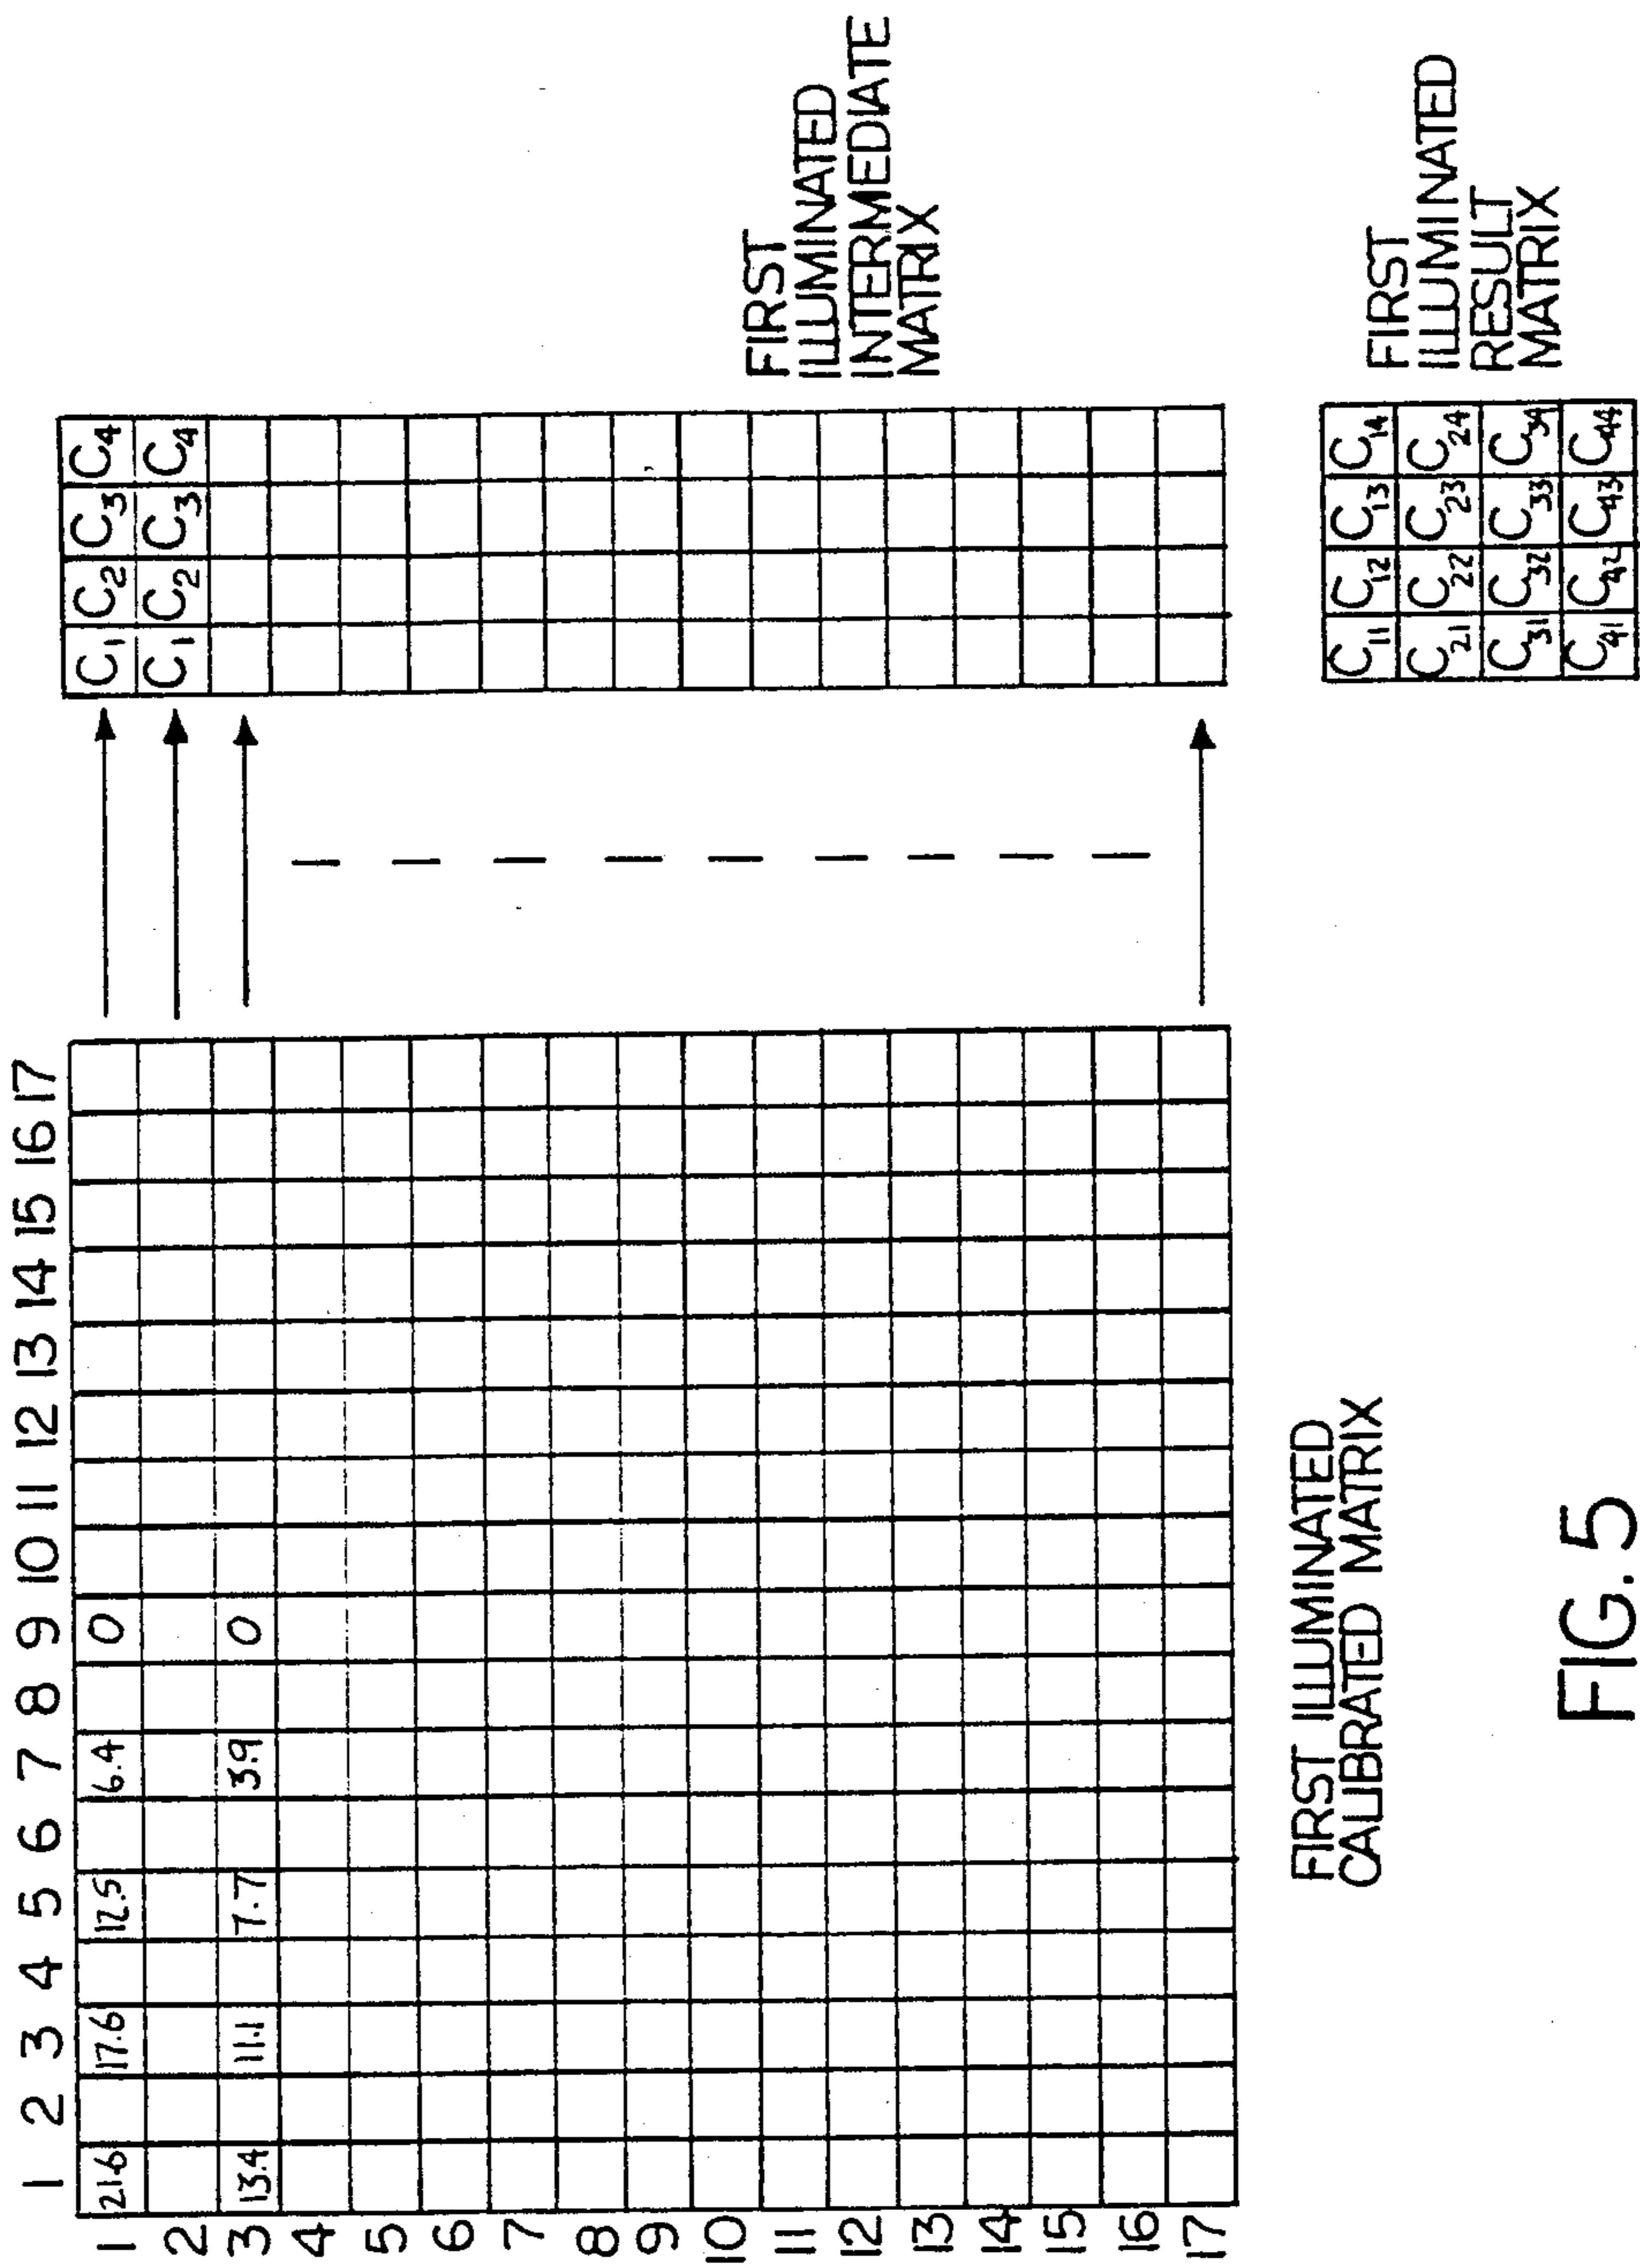 1 2 3 4 5 6 7 8 9 10 11 12 13 14 15 16 17
1 21.6 17.6 12.5 6.4 0
2
3 13.4 11.1 7.7 3.9 0
4
5
6
7
8
9
10
11
12
13
14
15
16
17
C1 C2 C3 C4
C1 C2 C3 C4
FIRST
ILLUMINATED
INTERMEDIATE
MATRIX
C11 C12 C13 C14
C21 C22 C23 C24
C31 C32 C33 C34
C41 C42 C43 C44
FIRST
ILLUMINATED
RESULT
MATRIX
FIRST ILLUMINATED
CALIBRATED MATRIX
FIG. 5